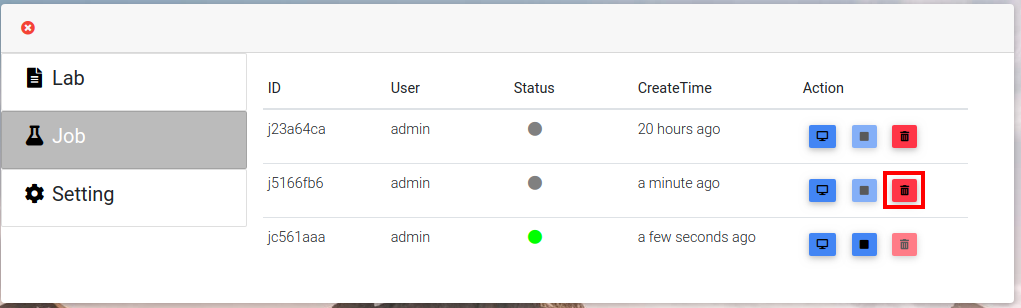 Lab
Job
Setting
ID User Status CreateTime Action
j23a64ca admin 20 hours ago
j5166fb6 admin a minute ago
jc561aaa admin a few seconds ago